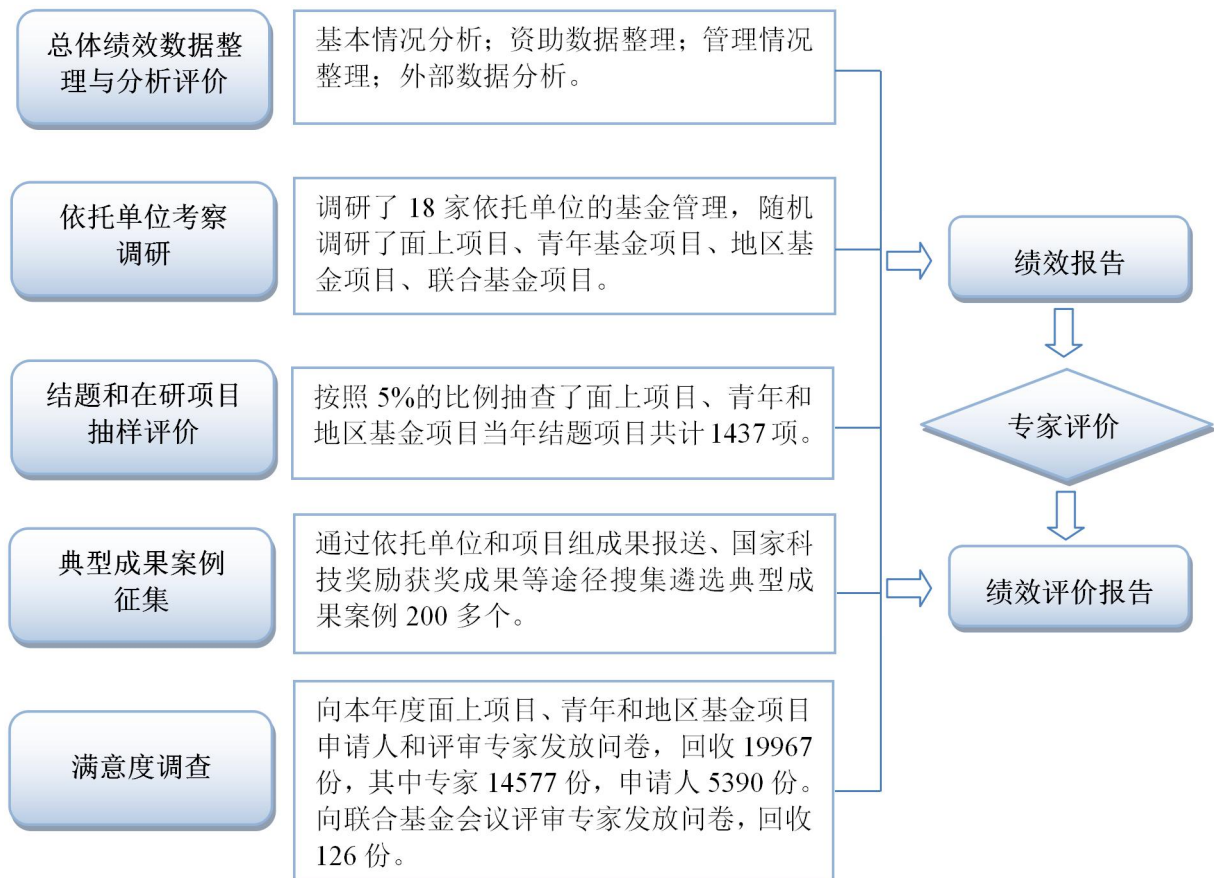 总体绩效数据整
理与分析评价
基本情况分析；资助数据整理；管理情况
整理；外部数据分析。
依托单位考察
调研
调研了 18 家依托单位的基金管理，随机
调研了面上项目、青年基金项目、地区基
金项目、联合基金项目。
结题和在研项目
抽样评价
按照 5%的比例抽查了面上项目、青年和
地区基金项目当年结题项目共计 1437 项。
典型成果案例
征集
通过依托单位和项目组成果报送、国家科
技奖励获奖成果等途径搜集遴选典型成
果案例 200 多个。
满意度调查
向本年度面上项目、青年和地区基金项目
申请人和评审专家发放问卷，回收 19967
份，其中专家 14577 份，申请人 5390 份。
向联合基金会议评审专家发放问卷，回收
126 份。
绩效报告
专家评价
绩效评价报告